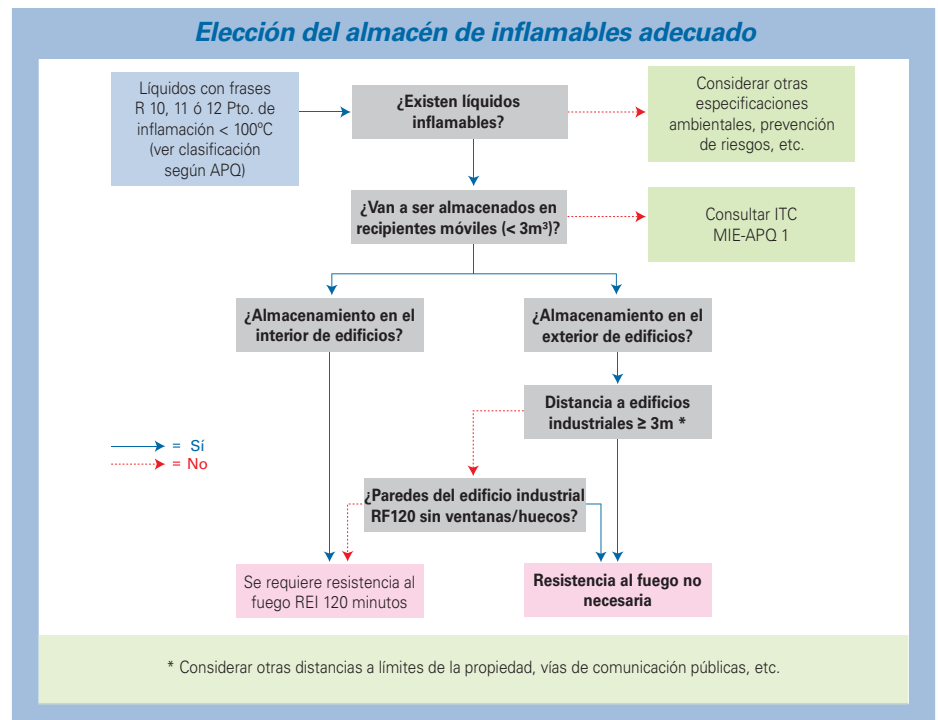 Elección del almacén de inflamables adecuado
Líquidos con frases
R 10, 11 ó 12 Pto. de
inflamación < 100ºC
(ver clasificación
según APQ)
¿Existen líquidos
inflamables?
Considerar otras
especificaciones
ambientales, prevención
de riesgos, etc.
¿Van a ser almacenados en
recipientes móviles (< 3m³)?
Consultar ITC
MIE-APQ 1
¿Almacenamiento en el
interior de edificios?
¿Almacenamiento en el
exterior de edificios?
Distancia a edificios
industriales ≥ 3m *
= Sí
= No
¿Paredes del edificio industrial
RF120 sin ventanas/huecos?
Se requiere resistencia al
fuego REI 120 minutos
Resistencia al fuego no
necesaria
* Considerar otras distancias a límites de la propiedad, vías de comunicación públicas, etc.